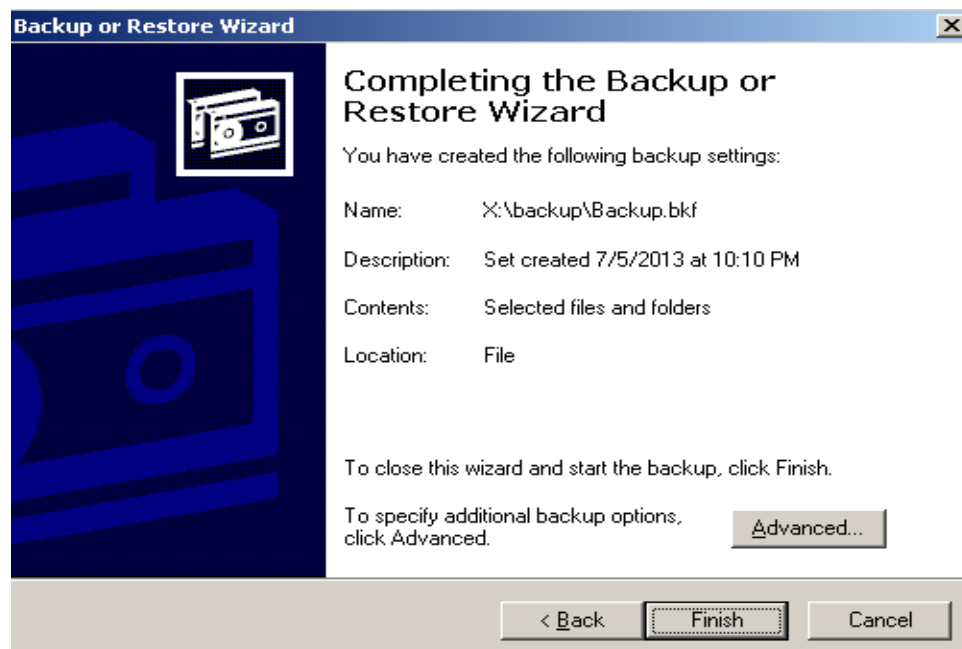 Backup or Restore Wizard
Completing the Backup or
Restore Wizard
You have created the following backup settings:
Name: X:\backup\Backup.bkf
Description: Set created 7/5/2013 at 10:10 PM
Contents: Selected files and folders
Location: File
To close this wizard and start the backup, click Finish.
To specify additional backup options,
click Advanced.
Advanced...
< Back Finish Cancel